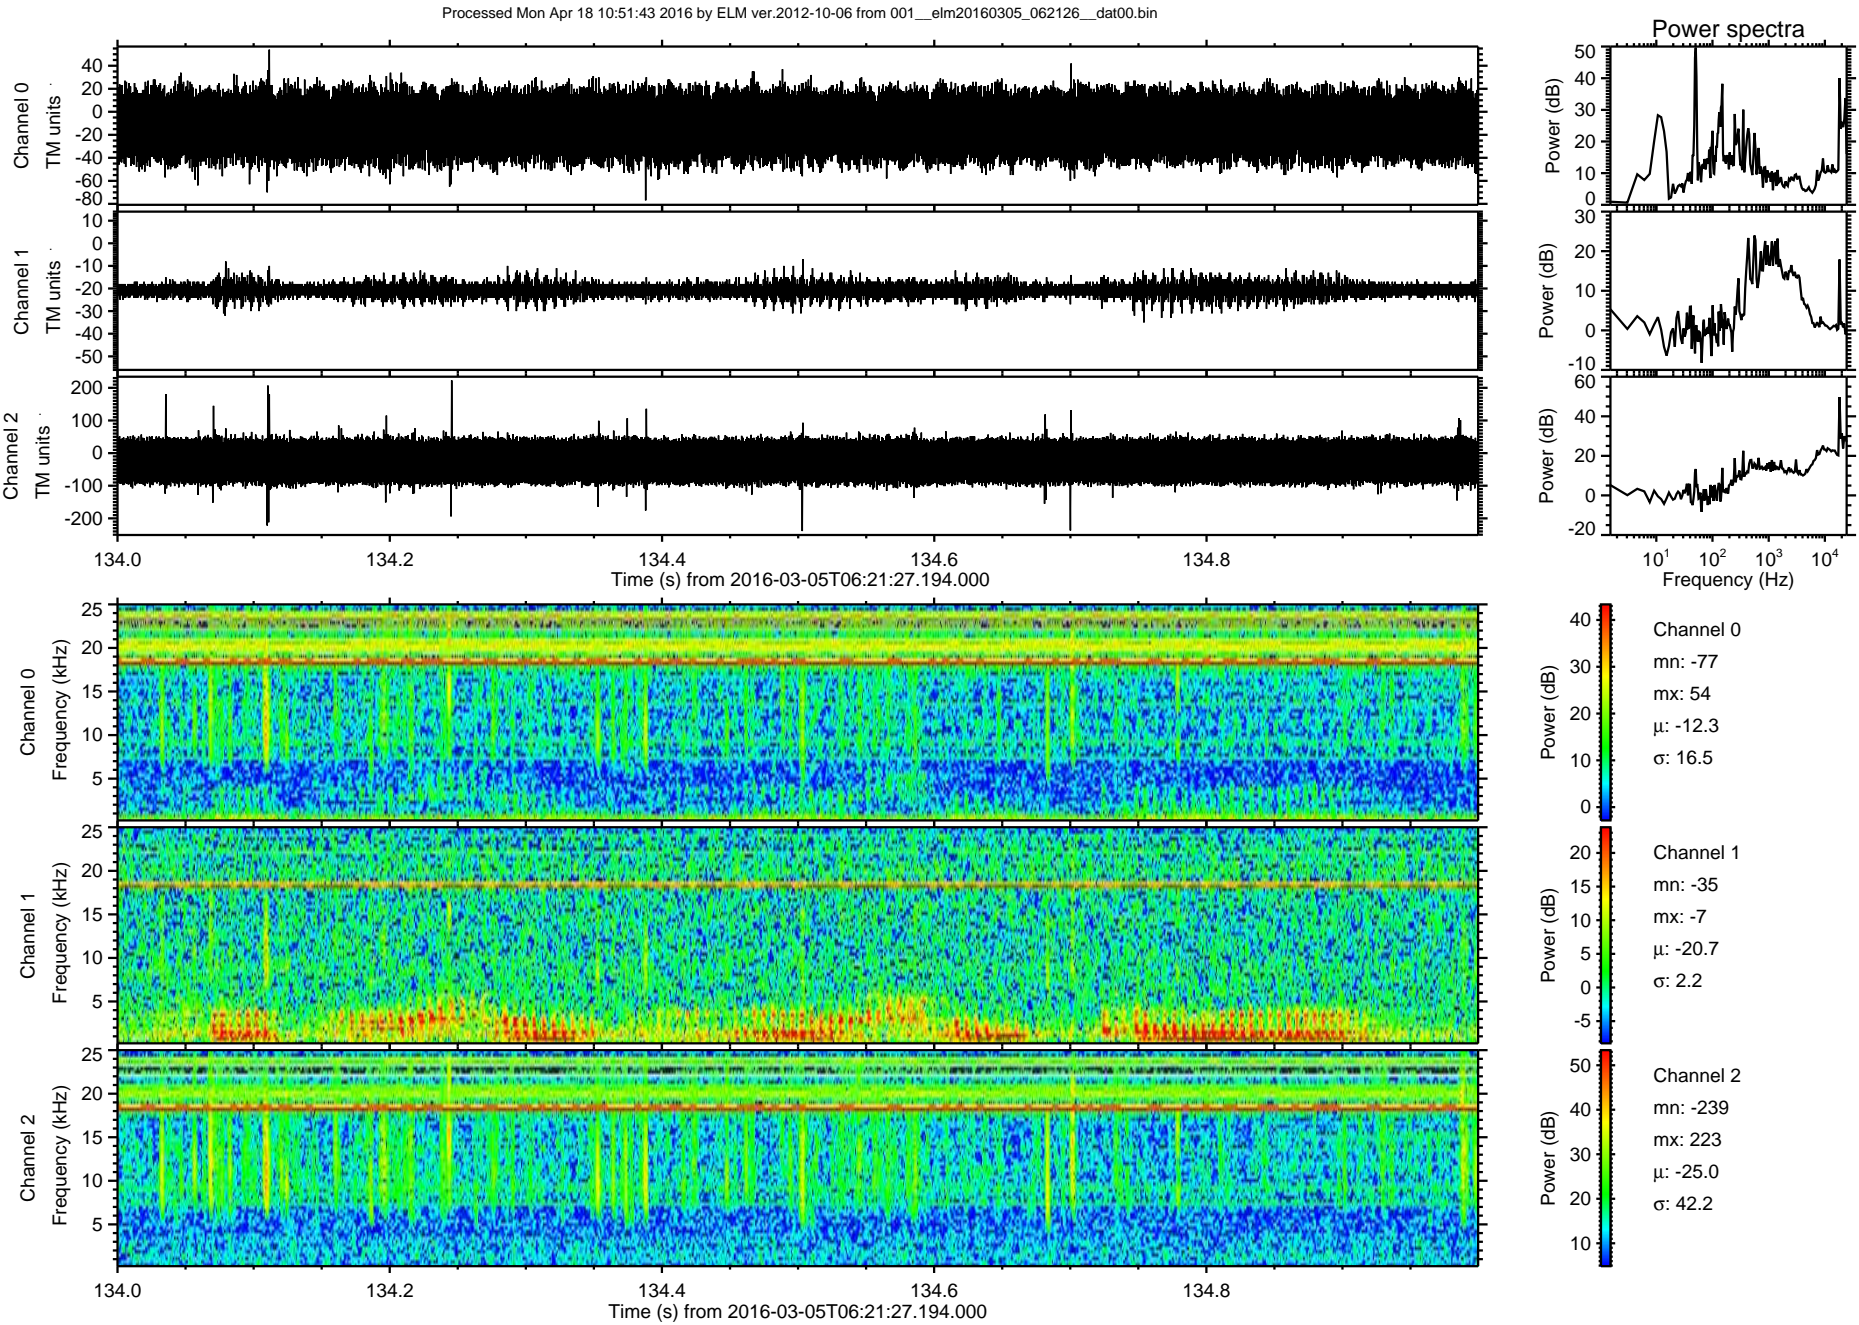 Processed Mon Apr 18 10:51:43 2016 by ELM ver.2012-10-06 from 001__elm20160305_062126__dat00.bin
Power spectra
Channel 0
TM units
40
20
0
-20
-40
-60
-80
Power (dB)
50
40
30
20
10
0
Channel 1
TM units
10
0
-10
-20
-30
-40
-50
Power (dB)
30
20
10
0
-10
Channel 2
TM units
200
100
0
-100
-200
Power (dB)
60
40
20
0
-20
134.0 134.2 134.4 134.6 134.8
Time (s) from 2016-03-05T06:21:27.194.000
10^1 10^2 10^3 10^4
Frequency (Hz)
Channel 0
Frequency (kHz)
25
20
15
10
5
Power (dB)
40
30
20
10
0
Channel 0
mn: -77
mx: 54
μ: -12.3
σ: 16.5
Channel 1
Frequency (kHz)
25
20
15
10
5
Power (dB)
20
15
10
5
0
-5
Channel 1
mn: -35
mx: -7
μ: -20.7
σ: 2.2
Channel 2
Frequency (kHz)
25
20
15
10
5
Power (dB)
50
40
30
20
10
Channel 2
mn: -239
mx: 223
μ: -25.0
σ: 42.2
134.0 134.2 134.4 134.6 134.8
Time (s) from 2016-03-05T06:21:27.194.000